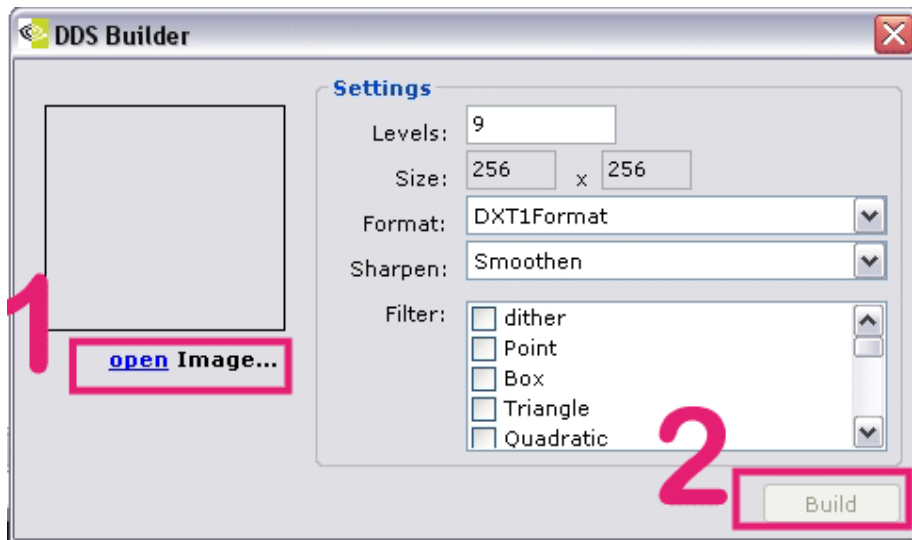 DDS Builder
Settings
Levels: 9
Size: 256 x 256
Format: DXT1Format
Sharpen: Smoothen
Filter: dither
Point
Box
Triangle
Quadratic
1
open Image...
2
Build